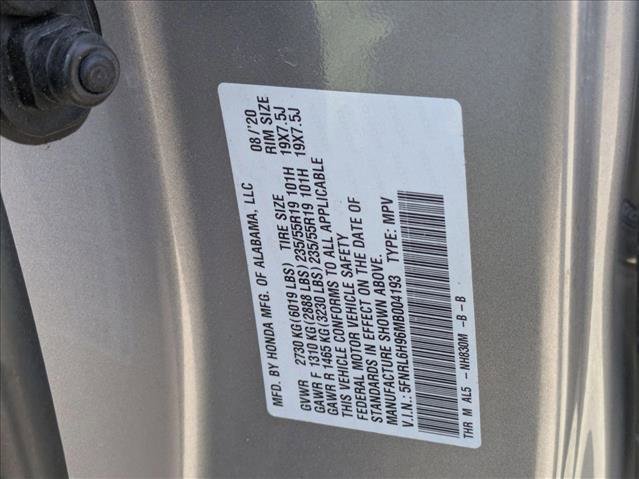 MFD. BY HONDA MFG. OF ALABAMA, LLC 08/'20
TIRE SIZE RIM SIZE
GVWR 2730 KG(6019 LBS)
GAWR F 1310 KG(2888 LBS)235/55R19 101H 19X7.5J
GAWR R 1465 KG(3230 LBS)235/55R19 101H 19X7.5J
THIS VEHICLE CONFORMS TO ALL APPLICABLE
FEDERAL MOTOR VEHICLE SAFETY
STANDARDS IN EFFECT ON THE DATE OF
MANUFACTURE SHOWN ABOVE.
V.I.N.: 5FNRL6H96MB004193 TYPE: MPV
THR M AL5 - NH830M -B-B